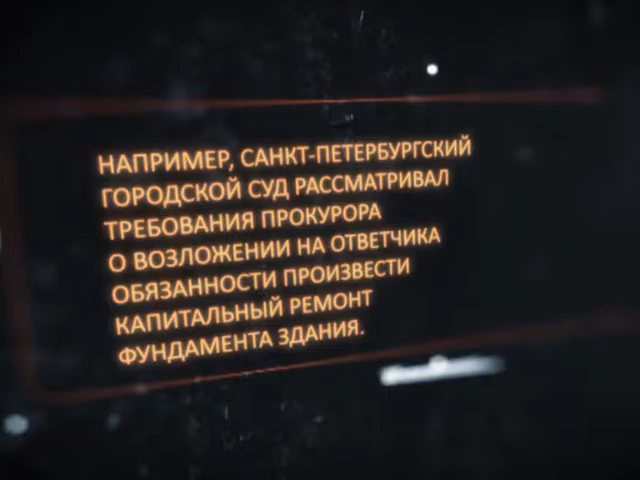 НАПРИМЕР, САНКТ-ПЕТЕРБУРГСКИЙ
ГОРОДСКОЙ СУД РАССМАТРИВАЛ
ТРЕБОВАНИЯ ПРОКУРОРА
О ВОЗЛОЖЕНИИ НА ОТВЕТЧИКА
ОБЯЗАННОСТИ ПРОИЗВЕСТИ
КАПИТАЛЬНЫЙ РЕМОНТ
ФУНДАМЕНТА ЗДАНИЯ.